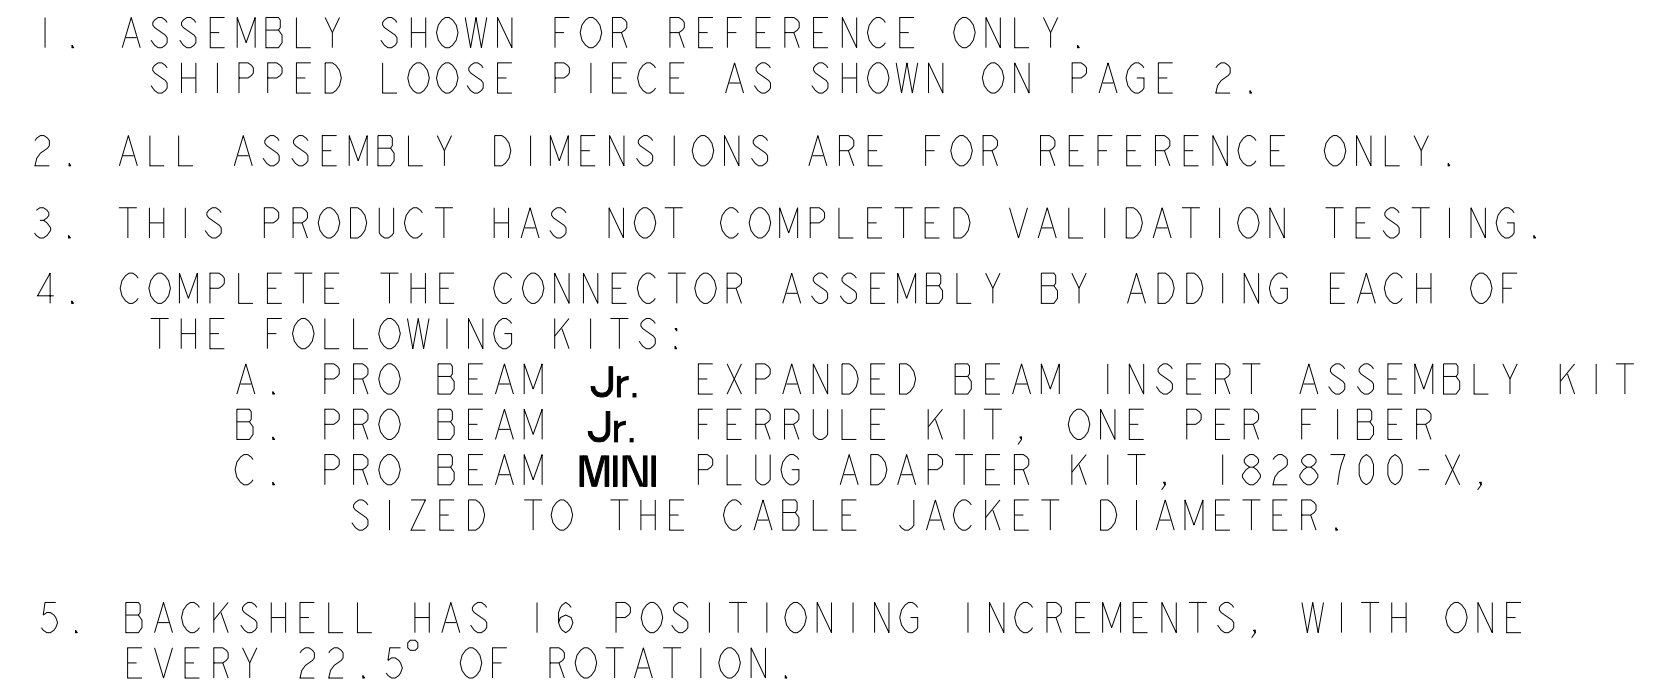 1. ASSEMBLY SHOWN FOR REFERENCE ONLY.
SHIPPED LOOSE PIECE AS SHOWN ON PAGE 2.
2. ALL ASSEMBLY DIMENSIONS ARE FOR REFERENCE ONLY.
3. THIS PRODUCT HAS NOT COMPLETED VALIDATION TESTING.
4. COMPLETE THE CONNECTOR ASSEMBLY BY ADDING EACH OF
THE FOLLOWING KITS:
A. PRO BEAM Jr. EXPANDED BEAM INSERT ASSEMBLY KIT
B. PRO BEAM Jr. FERRULE KIT, ONE PER FIBER
C. PRO BEAM MINI PLUG ADAPTER KIT, 1828700-X,
SIZED TO THE CABLE JACKET DIAMETER.
5. BACKSHELL HAS 16 POSITIONING INCREMENTS, WITH ONE
EVERY 22.5° OF ROTATION.